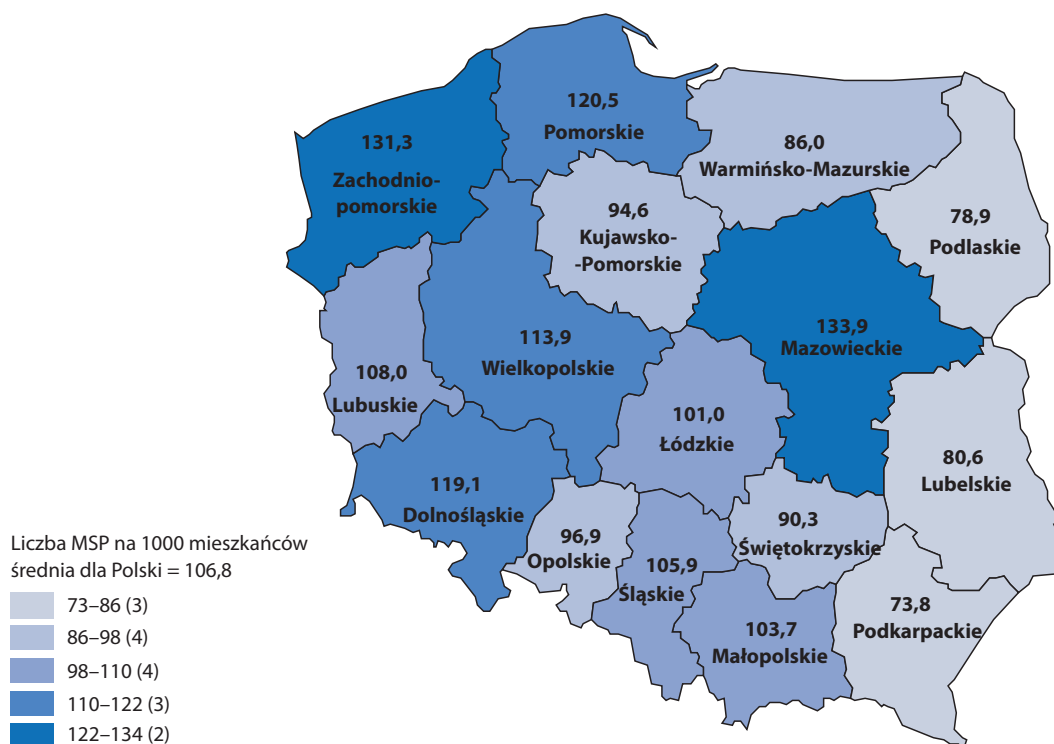 120,5
Pomorskie
131,3
Zachodnio-
pomorskie
86,0
Warmińsko-Mazurskie
94,6
Kujawsko-
-Pomorskie
78,9
Podlaskie
133,9
Mazowieckie
113,9
Wielkopolskie
108,0
Lubuskie
101,0
Łódzkie
80,6
Lubelskie
119,1
Dolnośląskie
96,9
Opolskie
90,3
Świętokrzyskie
105,9
Śląskie
73,8
Podkarpackie
103,7
Małopolskie
Liczba MSP na 1000 mieszkańców
średnia dla Polski = 106,8
73–86 (3)
86–98 (4)
98–110 (4)
110–122 (3)
122–134 (2)